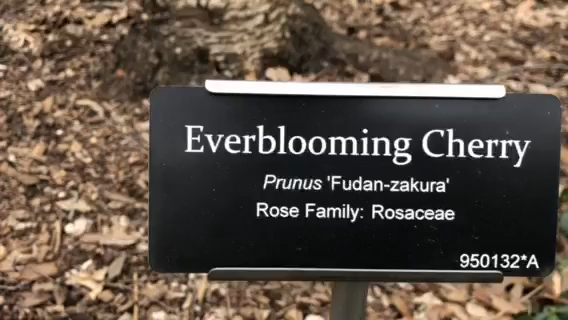 Everblooming Cherry
Prunus 'Fudan-zakura'
Rose Family: Rosaceae
950132*A